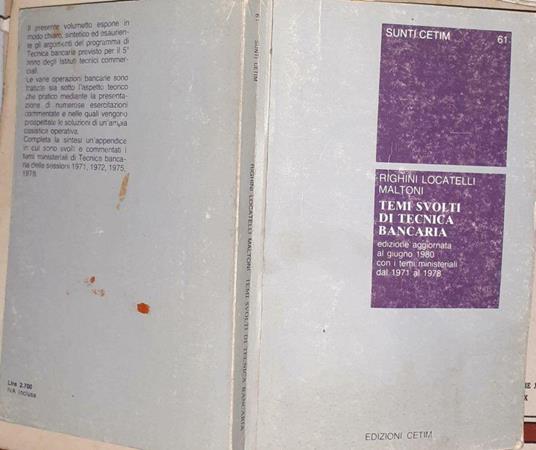 Il presente volumetto espone in
modo chiaro, sintetico ed esaurien-
te gli argomenti del programma di
Tecnica bancaria previsto per il 5°
anno degli Istituti tecnici commer-
ciali.
Le varie operazioni bancarie sono
trattate sia sotto l'aspetto teorico
che pratico mediante la presenta-
zione di numerose esercitazioni
commentate e nelle quali vengono
prospettate le soluzioni di un'ampia
casistica operativa.
Completa la sintesi un'appendice
in cui sono svolti e commentati i
temi ministeriali di Tecnica banca-
ria delle sessioni 1971, 1972, 1975,
1978.
Lire 2.700
IVA inclusa
61
SUNTI CETIM
RIGHINI LOCATELLI MALTONI
TEMI SVOLTI DI TECNICA BANCARIA
SUNTI CETIM
61
RIGHINI LOCATELLI
MALTONI
TEMI SVOLTI
DI TECNICA
BANCARIA
edizione aggiornata
al giugno 1980
con i temi ministeriali
dal 1971 al 1978
EDIZIONI CETIM